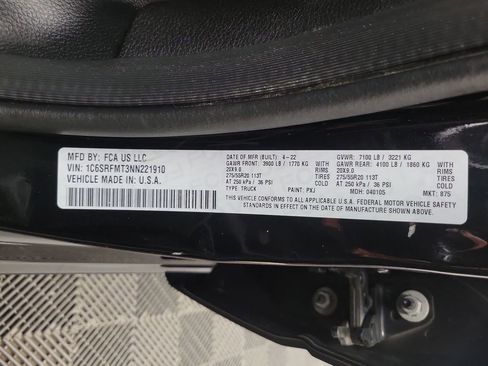 MFD BY: FCA US LLC
VIN: 1C6SRFMT3NN221910
VEHICLE MADE IN: U.S.A.
DATE OF MFR (BUILT): 4-22 GVWR: 7100 LB / 3221 KG
GAWR FRONT: 3900 LB / 1770 KG GAWR REAR: 4100 LB / 1860 KG
20X9.0 RIMS 20X9.0 RIMS
275/55R20 113T TIRES 275/55R20 113T TIRES
AT 250 kPa / 36 PSI COLD AT 250 kPa / 36 PSI COLD
TYPE: TRUCK PAINT: PXJ MDH: 040105 MKT: 875
THIS VEHICLE CONFORMS TO ALL APPLICABLE U.S.A. FEDERAL MOTOR VEHICLE SAFETY
STANDARDS IN EFFECT ON THE DATE OF MANUFACTURE SHOWN ABOVE.